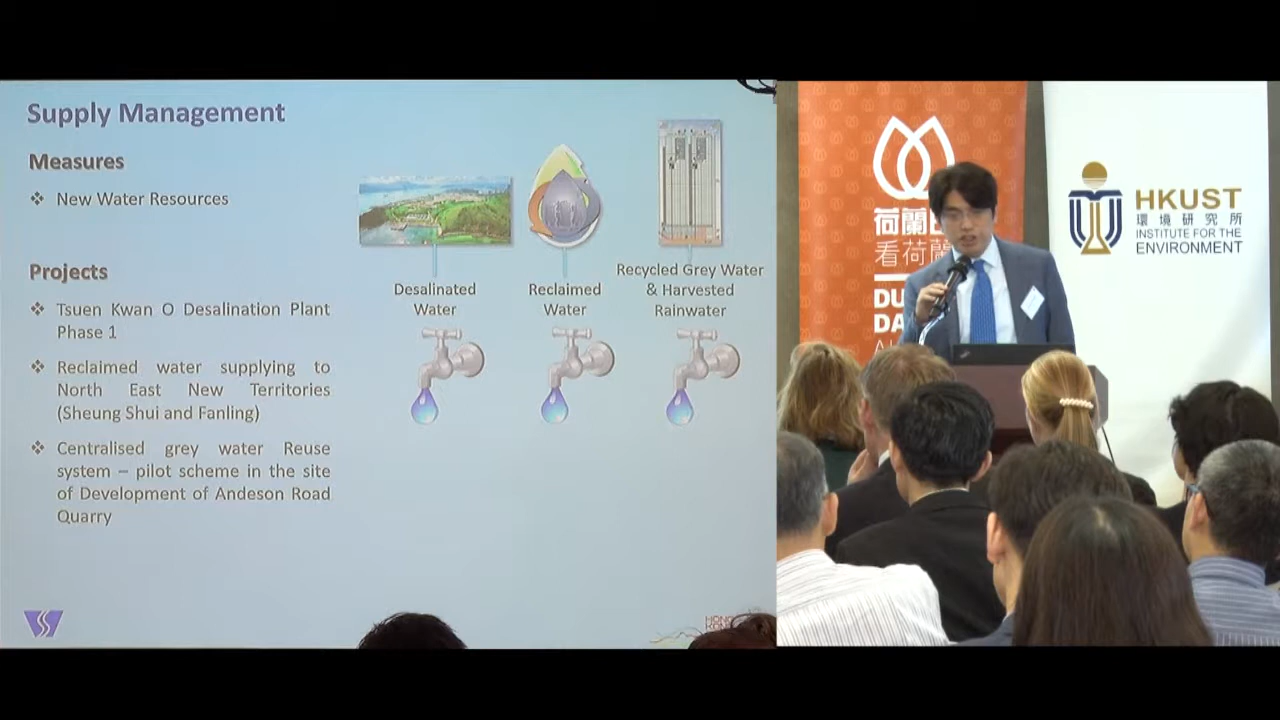 Supply Management
Measures
❖ New Water Resources
Projects
❖ Tsuen Kwan O Desalination Plant
Phase 1
❖ Reclaimed water supplying to
North East New Territories
(Sheung Shui and Fanling)
❖ Centralised grey water Reuse
system – pilot scheme in the site
of Development of Andeson Road
Quarry
Desalinated
Water
Reclaimed
Water
Recycled Grey Water
& Harvested
Rainwater
荷蘭
看荷蘭
DU
DA
HKUST
環境研究所
INSTITUTE FOR THE
ENVIRONMENT